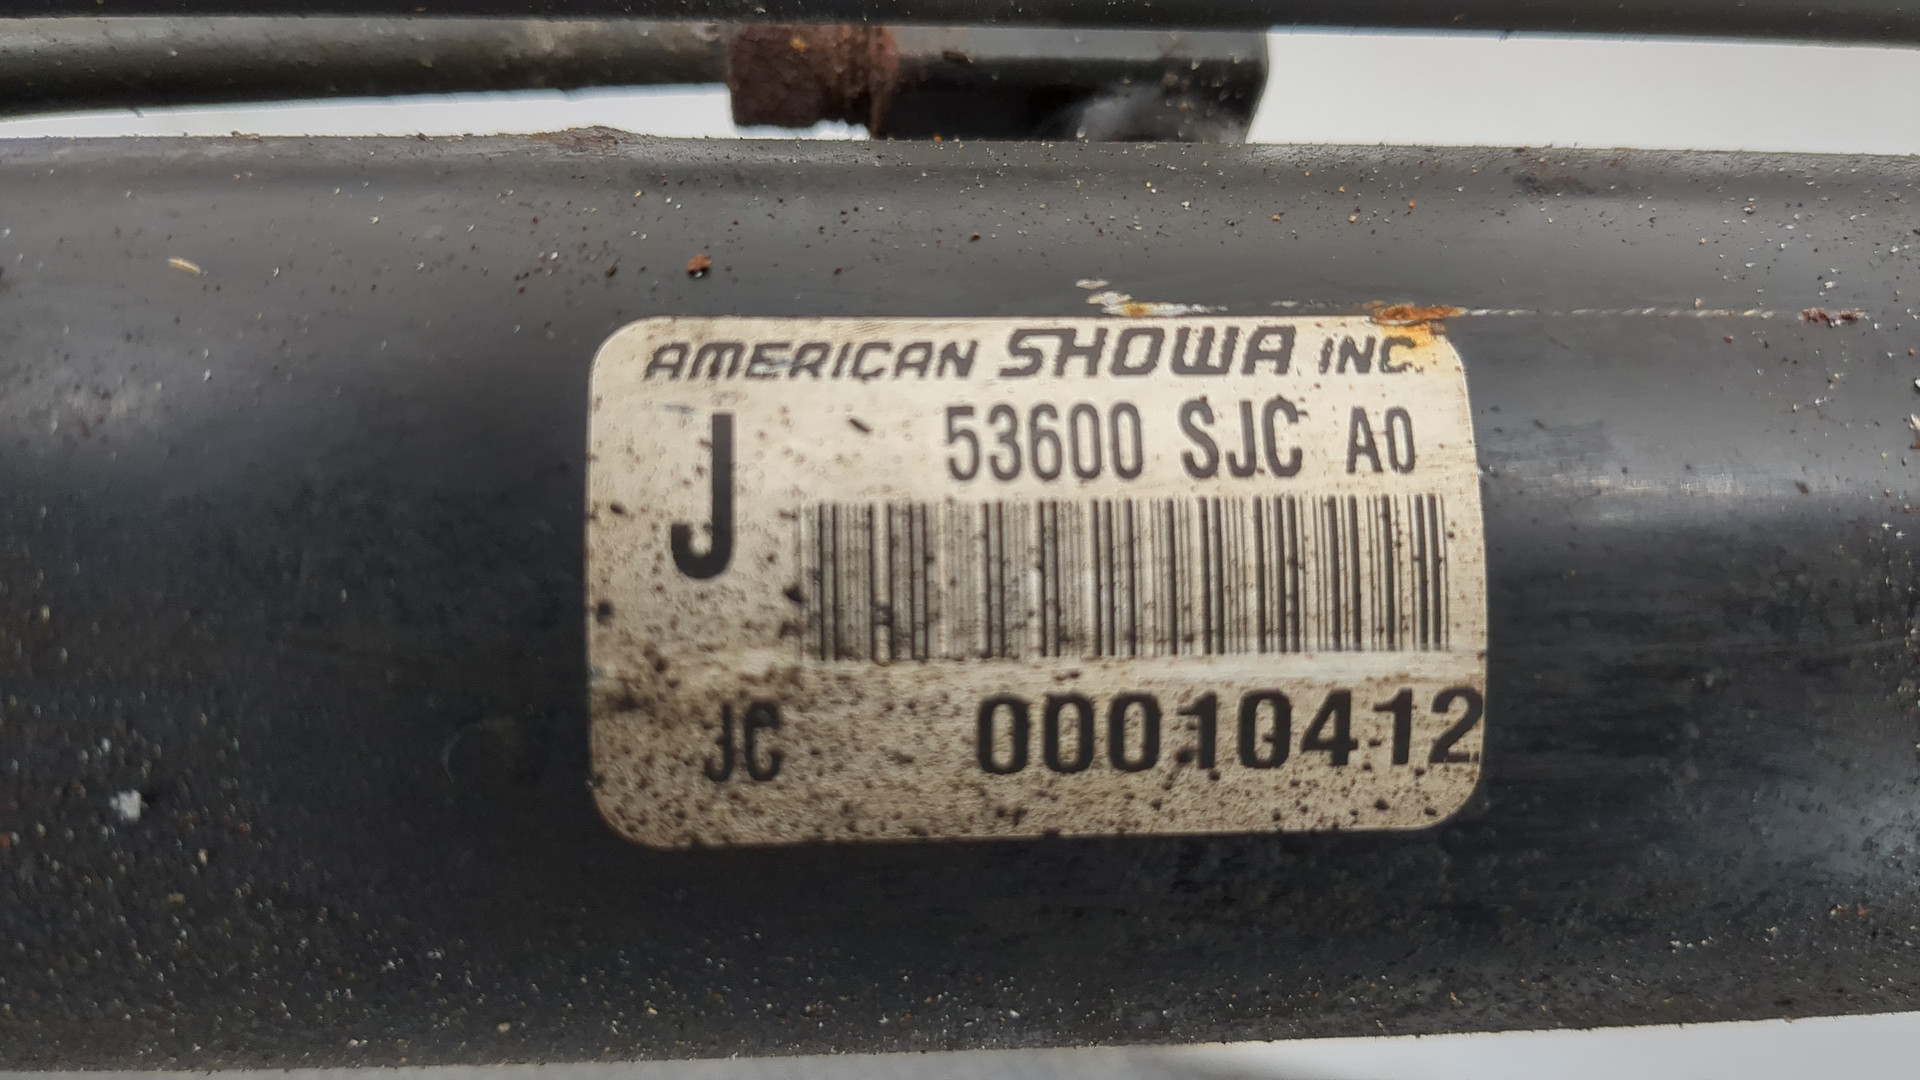 AMERICAN SHOWA INC.
J 53600 SJC A0
JC 00010412